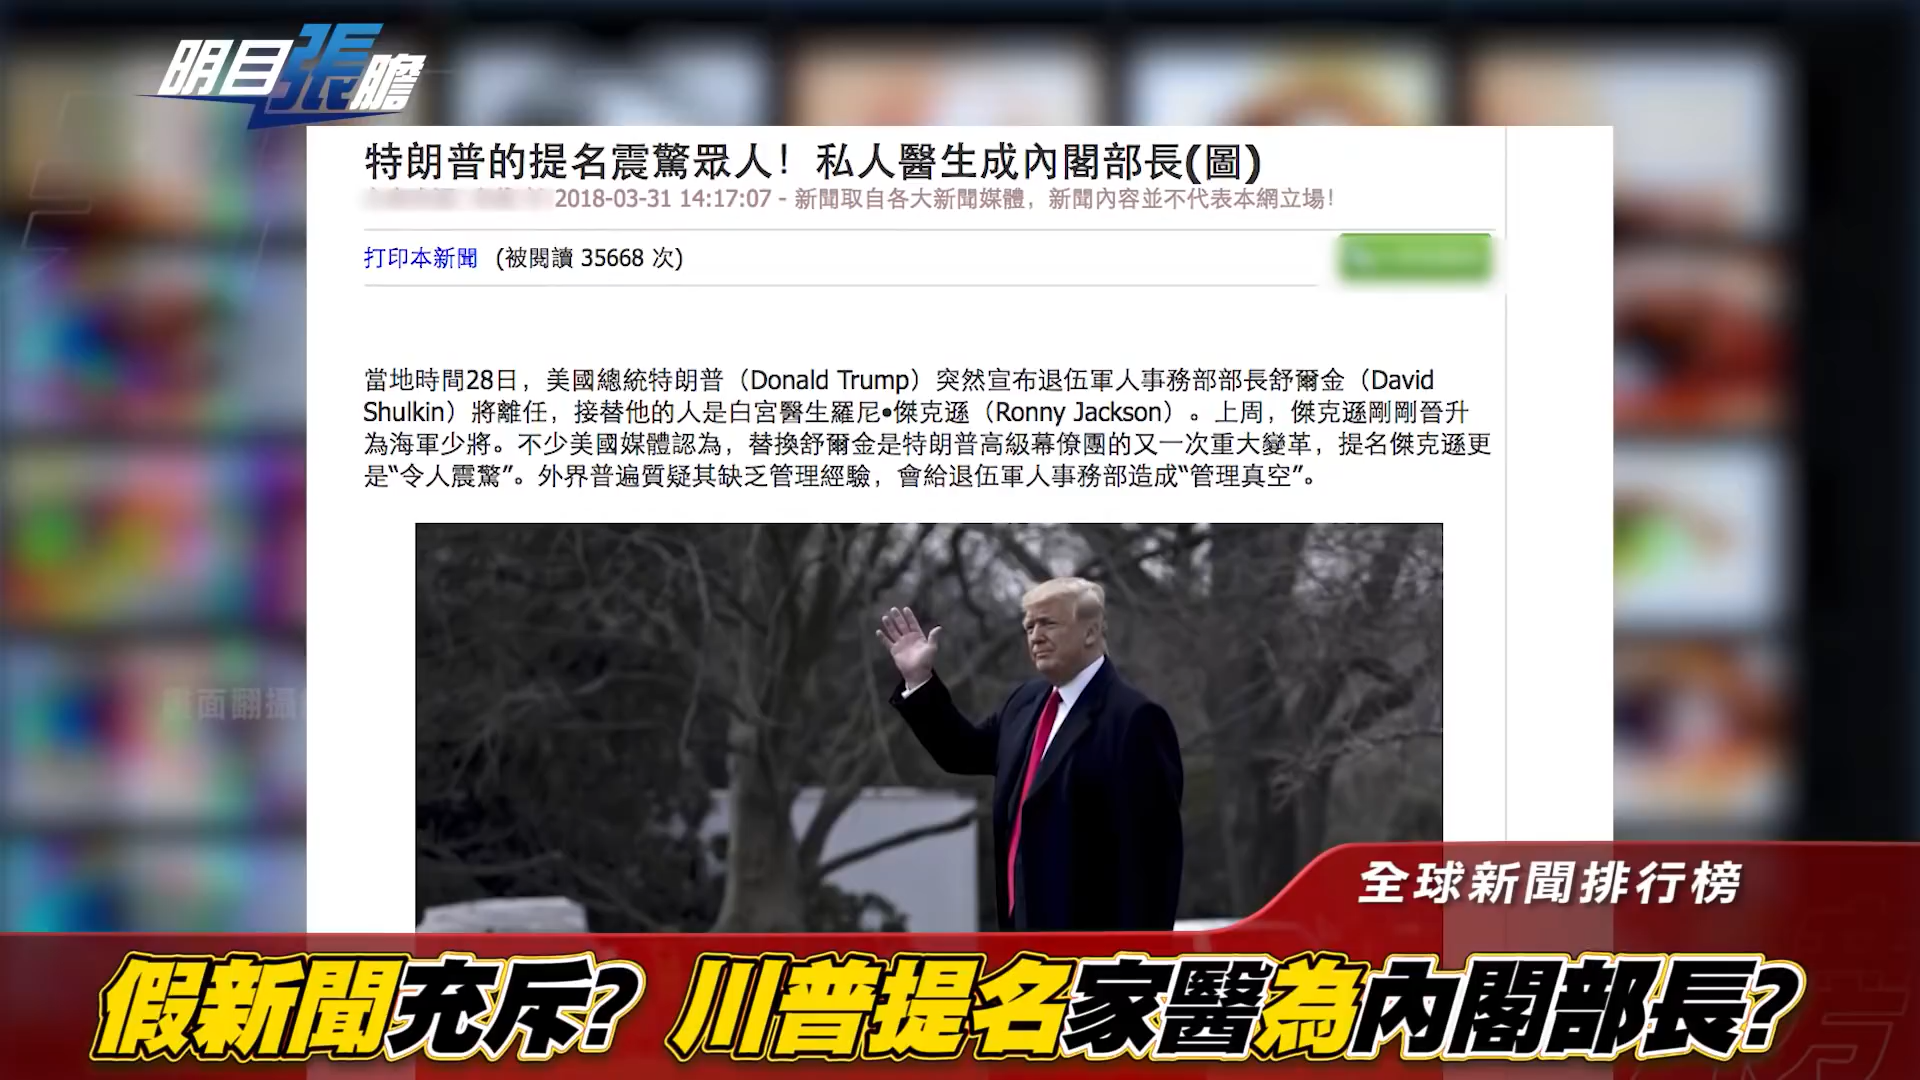 明目張膽
特朗普的提名震驚眾人！私人醫生成內閣部長(圖)
2018-03-31 14:17:07 - 新聞取自各大新聞媒體，新聞內容並不代表本網立場！
打印本新聞 (被閱讀 35668 次)
當地時間28日，美國總統特朗普（Donald Trump）突然宣布退伍軍人事務部部長舒爾金（David
Shulkin）將離任，接替他的人是白宮醫生羅尼•傑克遜（Ronny Jackson）。上周，傑克遜剛剛晉升
為海軍少將。不少美國媒體認為，替換舒爾金是特朗普高級幕僚團的又一次重大變革，提名傑克遜更
是“令人震驚”。外界普遍質疑其缺乏管理經驗，會給退伍軍人事務部造成“管理真空”。
面翻攝
全球新聞排行榜
假新聞充斥？川普提名家醫為內閣部長？